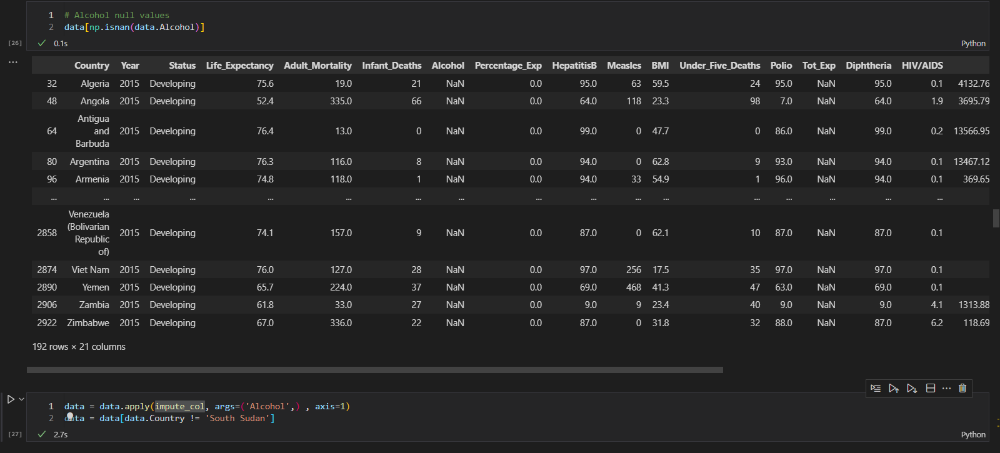 1 # Alcohol null values
2 data[np.isnan(data.Alcohol)]
[26] 0.1s Python
...
Country Year Status Life_Expectancy Adult_Mortality Infant_Deaths Alcohol Percentage_Exp HepatitisB Measles BMI Under_Five_Deaths Polio Tot_Exp Diphtheria HIV/AIDS
32 Algeria 2015 Developing 75.6 19.0 21 NaN 0.0 95.0 63 59.5 24 95.0 NaN 95.0 0.1 4132.76
48 Angola 2015 Developing 52.4 335.0 66 NaN 0.0 64.0 118 23.3 98 7.0 NaN 64.0 1.9 3695.79
Antigua
64 and 2015 Developing 76.4 13.0 0 NaN 0.0 99.0 0 47.7 0 86.0 NaN 99.0 0.2 13566.95
Barbuda
80 Argentina 2015 Developing 76.3 116.0 8 NaN 0.0 94.0 0 62.8 9 93.0 NaN 94.0 0.1 13467.12
96 Armenia 2015 Developing 74.8 118.0 1 NaN 0.0 94.0 33 54.9 1 96.0 NaN 94.0 0.1 369.65
... ... ... ... ... ... ... ... ... ... ... ... ... ... ... ... ...
Venezuela
(Bolivarian
2858 2015 Developing 74.1 157.0 9 NaN 0.0 87.0 0 62.1 10 87.0 NaN 87.0 0.1
Republic
of)
2874 Viet Nam 2015 Developing 76.0 127.0 28 NaN 0.0 97.0 256 17.5 35 97.0 NaN 97.0 0.1
2890 Yemen 2015 Developing 65.7 224.0 37 NaN 0.0 69.0 468 41.3 47 63.0 NaN 69.0 0.1
2906 Zambia 2015 Developing 61.8 33.0 27 NaN 0.0 9.0 9 23.4 40 9.0 NaN 9.0 4.1 1313.88
2922 Zimbabwe 2015 Developing 67.0 336.0 22 NaN 0.0 87.0 0 31.8 32 88.0 NaN 87.0 6.2 118.69
192 rows × 21 columns
1 data = data.apply(impute_col, args=('Alcohol',) , axis=1)
2 data = data[data.Country != 'South Sudan']
[27] 2.7s Python